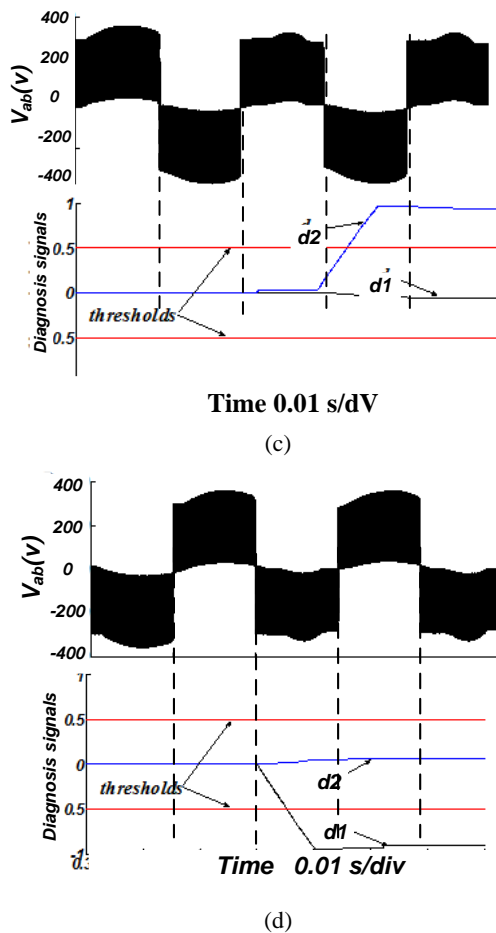 400
200
0
-200
-400
V_ab(v)
1
0.5
0
0.5
Diagnosis signals
d2
d1
thresholds
Time 0.01 s/dV
(c)
400
200
0
-200
-400
V_ab(v)
0.5
0
0.5
-1
Diagnosis signals
thresholds
d2
d1
Time 0.01 s/div
(d)